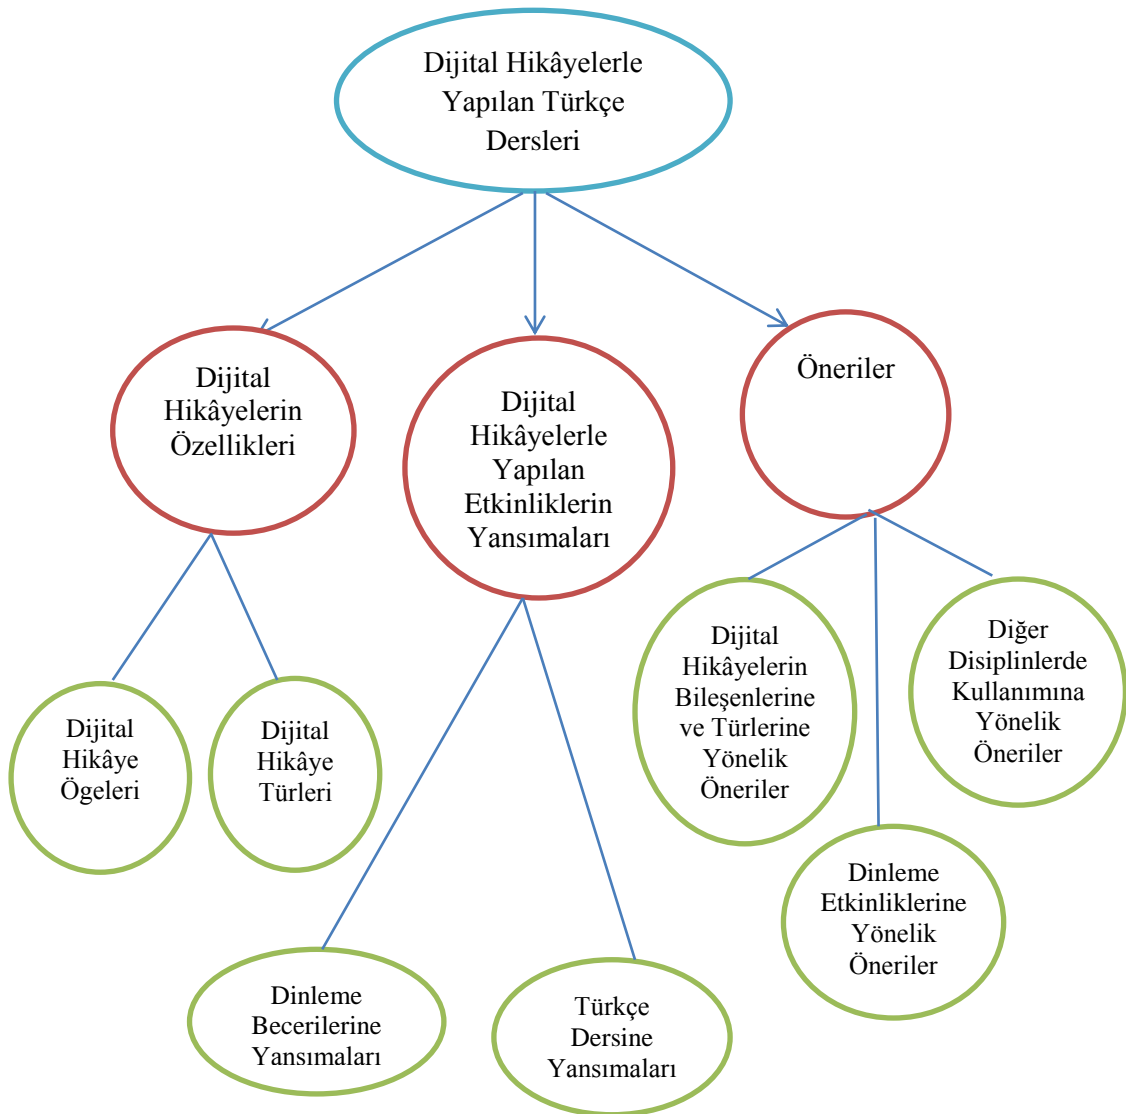 Dijital Hikâyelerle
Yapılan Türkçe
Dersleri
Dijital
Hikâyelerin
Özellikleri
Dijital
Hikâyelerle
Yapılan
Etkinliklerin
Yansımaları
Öneriler
Dijital
Hikâye
Ögeleri
Dijital
Hikâye
Türleri
Dijital
Hikâyelerin
Bileşenlerine
ve Türlerine
Yönelik
Öneriler
Diğer
Disiplinlerde
Kullanımına
Yönelik
Öneriler
Dinleme
Etkinliklerine
Yönelik
Öneriler
Dinleme
Becerilerine
Yansımaları
Türkçe
Dersine
Yansımaları